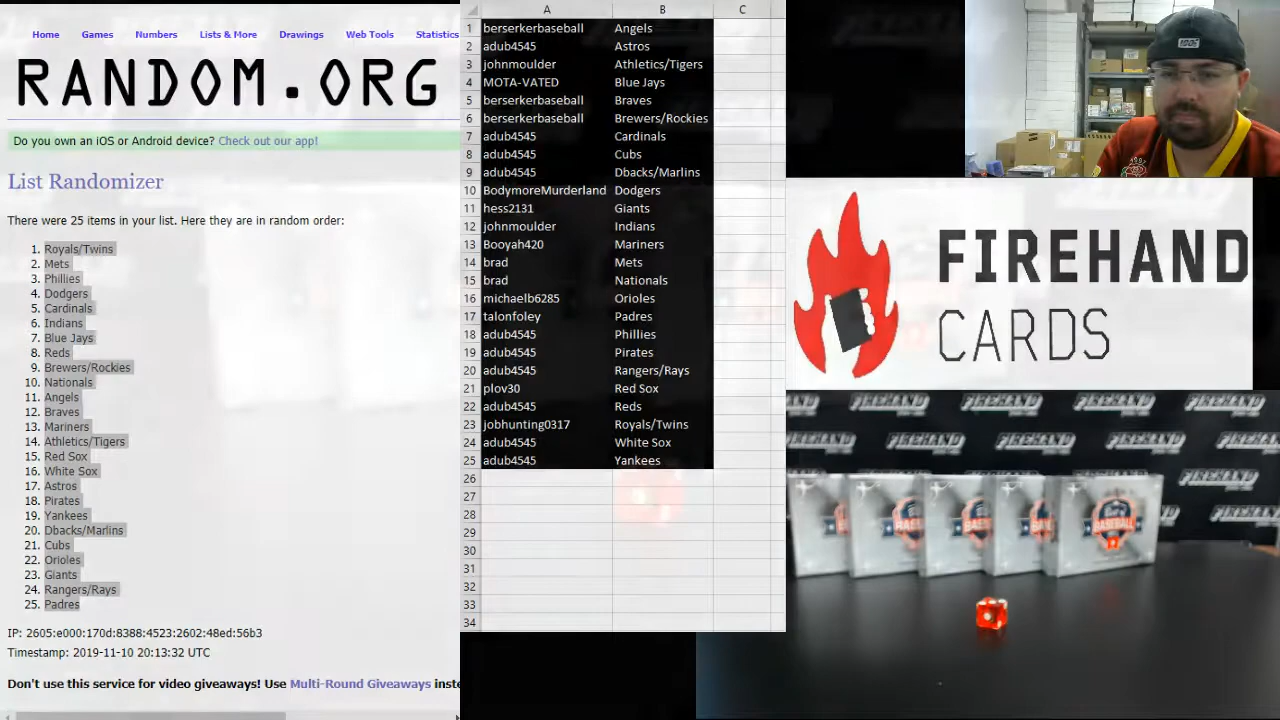 Home Games Numbers Lists & More Drawings Web Tools Statistics
RANDOM.ORG
Do you own an iOS or Android device? Check out our app!
List Randomizer
There were 25 items in your list. Here they are in random order:
1. Royals/Twins
2. Mets
3. Phillies
4. Dodgers
5. Cardinals
6. Indians
7. Blue Jays
8. Reds
9. Brewers/Rockies
10. Nationals
11. Angels
12. Braves
13. Mariners
14. Athletics/Tigers
15. Red Sox
16. White Sox
17. Astros
18. Pirates
19. Yankees
20. Dbacks/Marlins
21. Cubs
22. Orioles
23. Giants
24. Rangers/Rays
25. Padres
IP: 2605:e000:170d:8388:4523:2602:48ed:56b3
Timestamp: 2019-11-10 20:13:32 UTC
Don't use this service for video giveaways! Use Multi-Round Giveaways inste
A B C
1 berserkerbaseball Angels
2 adub4545 Astros
3 johnmoulder Athletics/Tigers
4 MOTA-VATED Blue Jays
5 berserkerbaseball Braves
6 berserkerbaseball Brewers/Rockies
7 adub4545 Cardinals
8 adub4545 Cubs
9 adub4545 Dbacks/Marlins
10 BodymoreMurderland Dodgers
11 hess2131 Giants
12 johnmoulder Indians
13 Booyah420 Mariners
14 brad Mets
15 brad Nationals
16 michaelb6285 Orioles
17 talonfoley Padres
18 adub4545 Phillies
19 adub4545 Pirates
20 adub4545 Rangers/Rays
21 plov30 Red Sox
22 adub4545 Reds
23 jobhunting0317 Royals/Twins
24 adub4545 White Sox
25 adub4545 Yankees
26
27
28
29
30
31
32
33
34
FIREHAND
CARDS
FIREHAND FIREHAND FIREHAND
BASEBALL